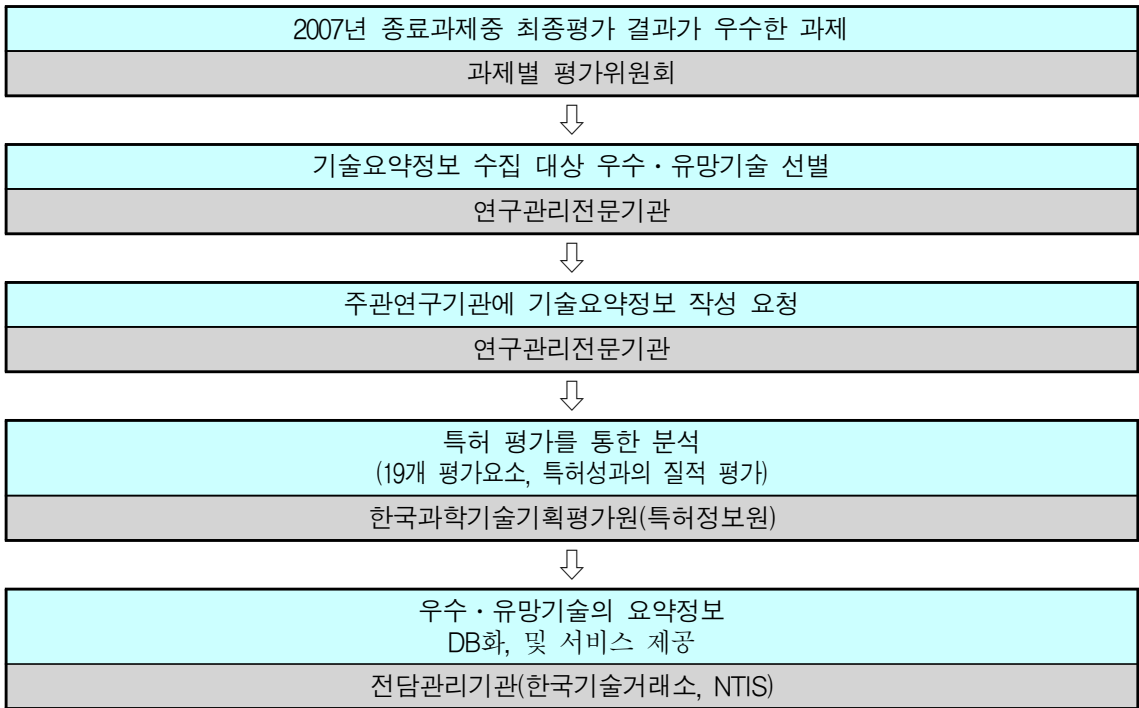 2007년 종료과제중 최종평가 결과가 우수한 과제
과제별 평가위원회
기술요약정보 수집 대상 우수・유망기술 선별
연구관리전문기관
주관연구기관에 기술요약정보 작성 요청
연구관리전문기관
특허 평가를 통한 분석
(19개 평가요소, 특허성과의 질적 평가)
한국과학기술기획평가원(특허정보원)
우수・유망기술의 요약정보
DB화, 및 서비스 제공
전담관리기관(한국기술거래소, NTIS)